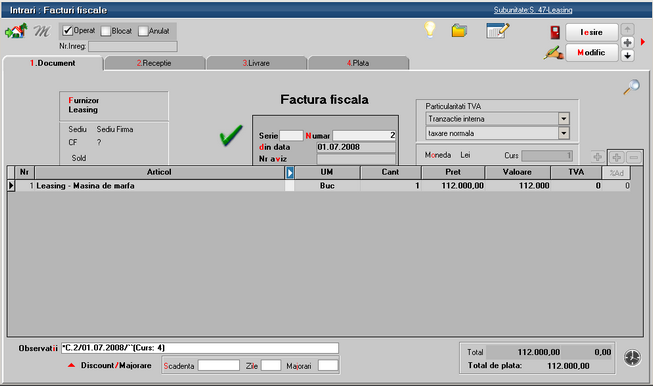 Intrari : Facturi fiscale
Subunitate:S. 47-Leasing
Operat Blocat Anulat
Nr.Inreg:
Iesire
Modific
1.Document 2.Receptie 3.Livrare 4.Plata
Furnizor
Leasing
Sediu Sediu Firma
CF ?
Sold
Factura fiscala
Serie Numar 2
din data 01.07.2008
Nr aviz
Particularitati TVA
Tranzactie interna
taxare normala
Moneda Lei Curs 1
Nr Articol UM Cant Pret Valoare TVA %Ad
1 Leasing - Masina de marfa Buc 1 112.000,00 112.000 0 0
Observatii *C.2/01.07.2008/``(Curs: 4)
Discount/Majorare Scadenta Zile Majorari
Total 112.000,00 0,00
Total de plata: 112.000,00